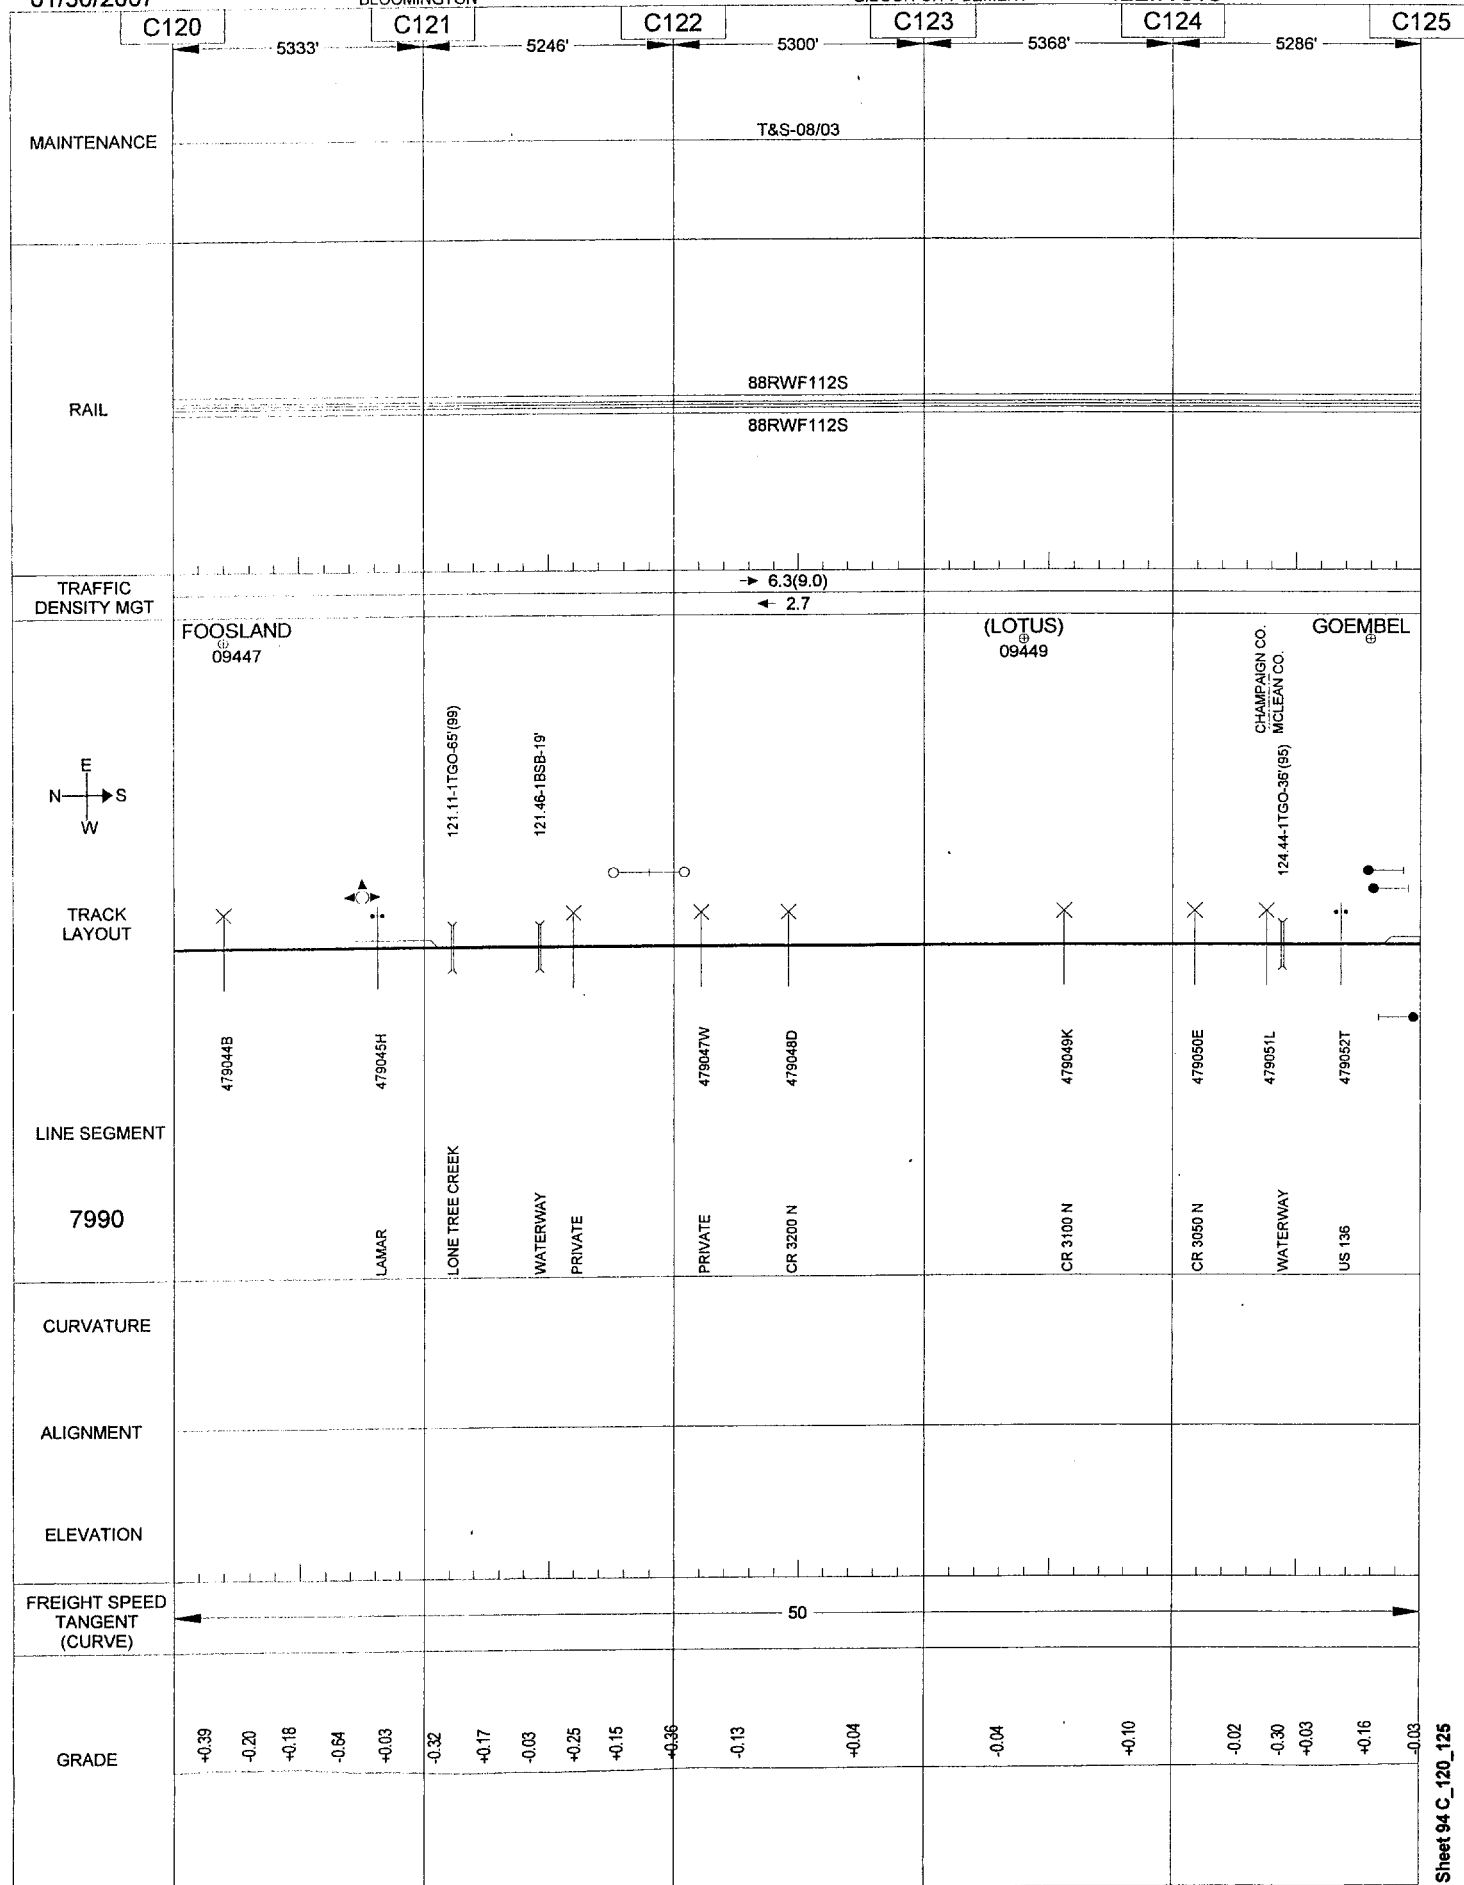 BLOOMINGTON
C120
C121
C122
C123
C124
C125
5333'
5246'
5300'
5368'
5286'
MAINTENANCE
T&S-08/03
RAIL
88RWF112S
88RWF112S
TRAFFIC
DENSITY MGT
6.3(9.0)
2.7
FOOSLAND
09447
(LOTUS)
09449
GOEMBEL
CHAMPAIGN CO.
MCLEAN CO.
121.11-1TGO-65'(99)
121.46-1BSB-19'
124.44-1TGO-36'(95)
E
N
S
W
TRACK
LAYOUT
479044B
479045H
479047W
479048D
479049K
479050E
479051L
479052T
LINE SEGMENT
7990
LAMAR
LONE TREE CREEK
WATERWAY
PRIVATE
PRIVATE
CR 3200 N
CR 3100 N
CR 3050 N
WATERWAY
US 136
CURVATURE
ALIGNMENT
ELEVATION
FREIGHT SPEED
TANGENT
(CURVE)
50
GRADE
+0.39
-0.20
+0.18
-0.64
+0.03
-0.32
+0.17
-0.03
+0.25
+0.15
+0.36
-0.13
+0.04
-0.04
+0.10
-0.02
-0.30
+0.03
+0.16
-0.03
Sheet 94 C_120_125